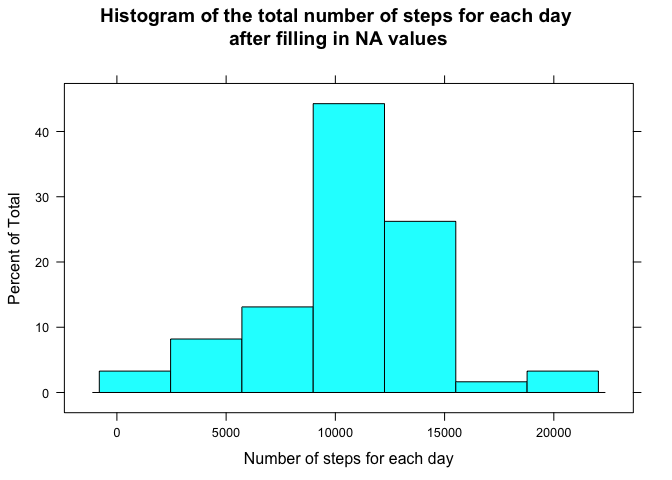 Histogram of the total number of steps for each day
after filling in NA values
Percent of Total
40
30
20
10
0
0 5000 10000 15000 20000
Number of steps for each day